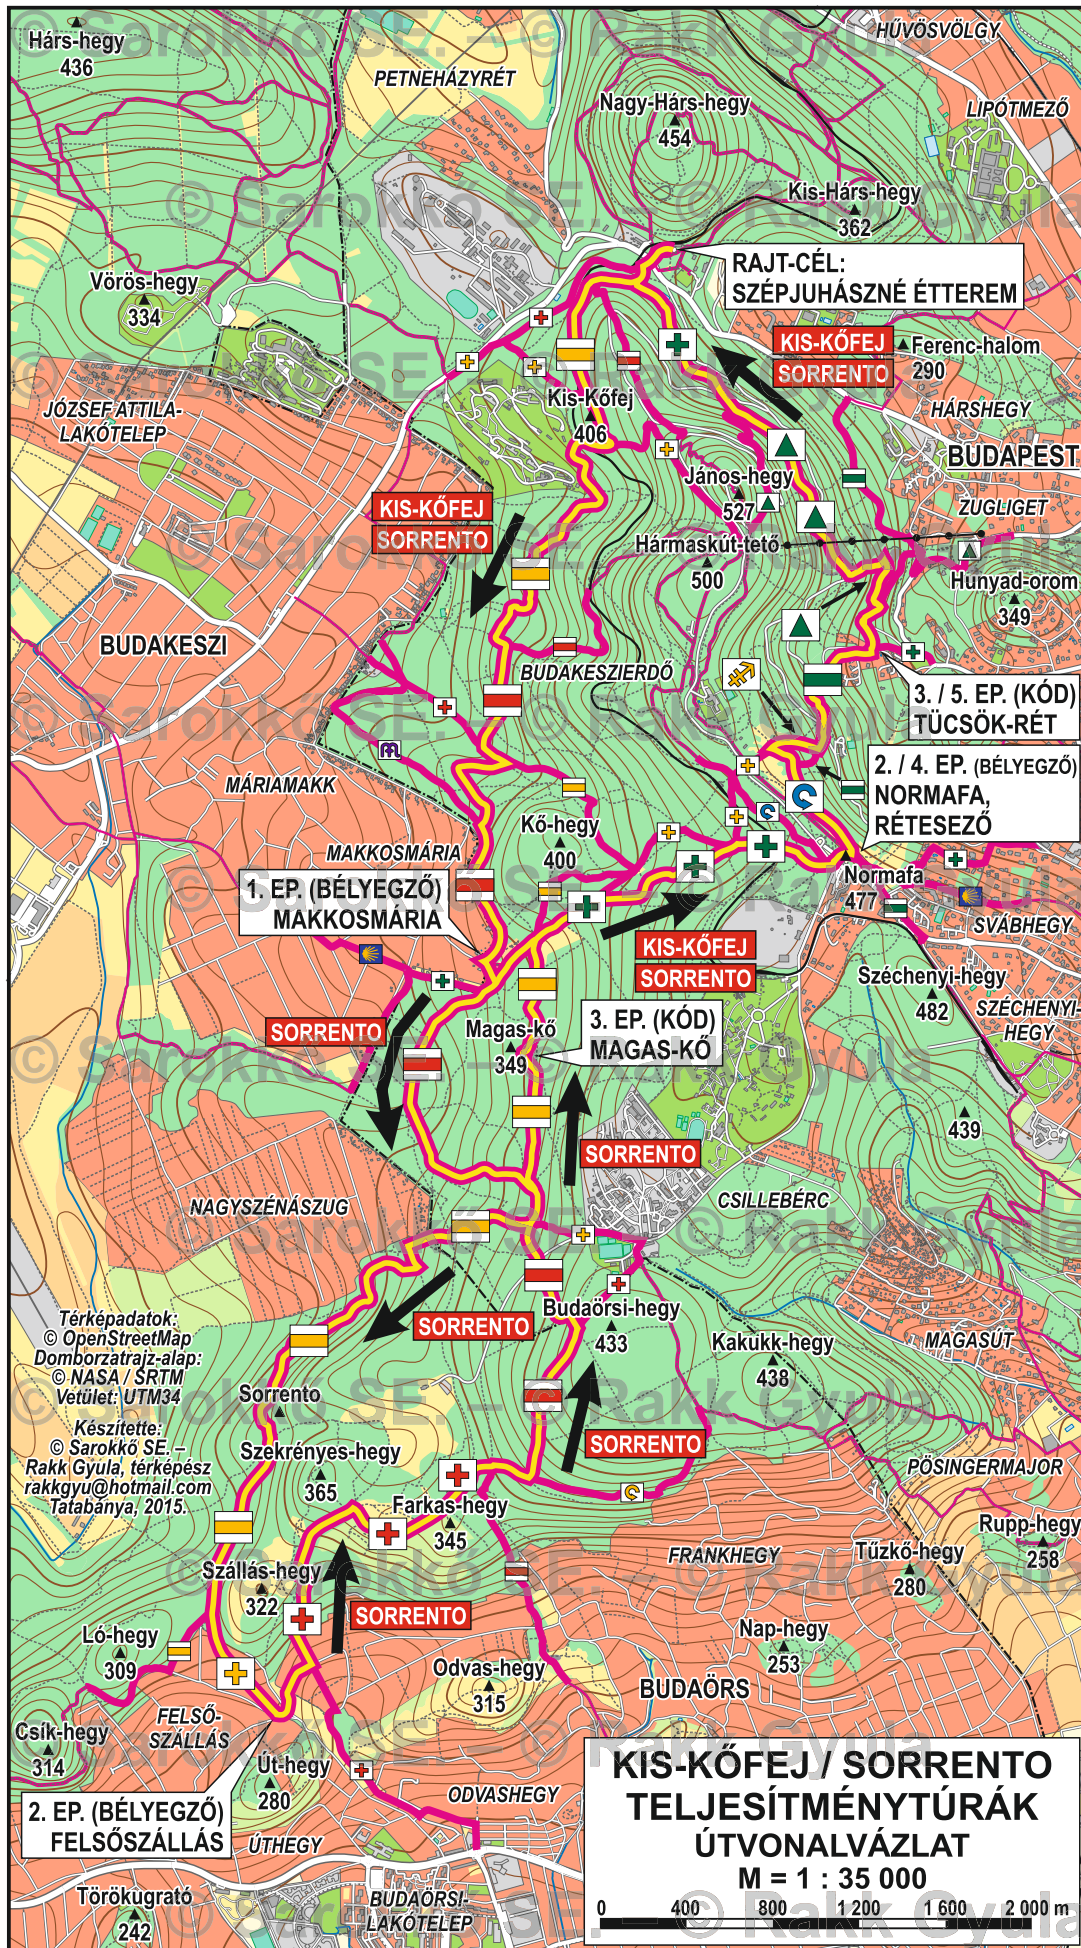 © Sarokkő SE. – © Rakk Gyula
Hárs-hegy
436
PETNEHÁZYRÉT
HŰVÖSVÖLGY
LIPÓTMEZŐ
Nagy-Hárs-hegy
454
Kis-Hárs-hegy
362
© Sarokkő SE. – © Rakk Gyula
Vörös-hegy
334
RAJT-CÉL:
SZÉPJUHÁSZNÉ ÉTTEREM
KIS-KŐFEJ
SORRENTO
Ferenc-halom
290
JÓZSEF ATTILA-
LAKÓTELEP
Kis-Kőfej
406
HÁRSHEGY
BUDAPEST
János-hegy
527
ZUGLIGET
KIS-KŐFEJ
SORRENTO
Hármaskút-tető
500
Hunyad-orom
349
BUDAKESZI
BUDAKESZIERDŐ
3. / 5. EP. (KÓD)
TÜCSÖK-RÉT
MÁRIAMAKK
2. / 4. EP. (BÉLYEGZŐ)
NORMAFA,
RÉTESEZŐ
Kő-hegy
400
MAKKOSMÁRIA
Normafa
477
1. EP. (BÉLYEGZŐ)
MAKKOSMÁRIA
SVÁBHEGY
KIS-KŐFEJ
SORRENTO
Széchenyi-hegy
482
SZÉCHENYI-
HEGY
SORRENTO
Magas-kő
349
3. EP. (KÓD)
MAGAS-KŐ
439
SORRENTO
NAGYSZÉNÁSZUG
CSILLEBÉRC
Térképadatok:
© OpenStreetMap
Domborzatrajz-alap:
© NASA / SRTM
Vetület: UTM34
SORRENTO
Budaörsi-hegy
433
Kakukk-hegy
438
MAGASÚT
Sorrento
Készítette:
© Sarokkő SE. –
Rakk Gyula, térképész
rakkgyu@hotmail.com
Tatabánya, 2015.
Szekrényes-hegy
365
SORRENTO
PÖSINGERMAJOR
Farkas-hegy
345
Rupp-hegy
258
FRANKHEGY
Tűzkő-hegy
280
Szállás-hegy
322
SORRENTO
Ló-hegy
309
Nap-hegy
253
Odvas-hegy
315
BUDAÖRS
FELSŐ-
SZÁLLÁS
Csík-hegy
314
Út-hegy
280
ODVASHEGY
2. EP. (BÉLYEGZŐ)
FELSŐSZÁLLÁS
ÚTHEGY
KIS-KŐFEJ / SORRENTO
TELJESÍTMÉNYTÚRÁK
ÚTVONALVÁZLAT
M = 1 : 35 000
0 400 800 1 200 1 600 2 000 m
Törökugrató
242
BUDAÖRSI-
LAKÓTELEP